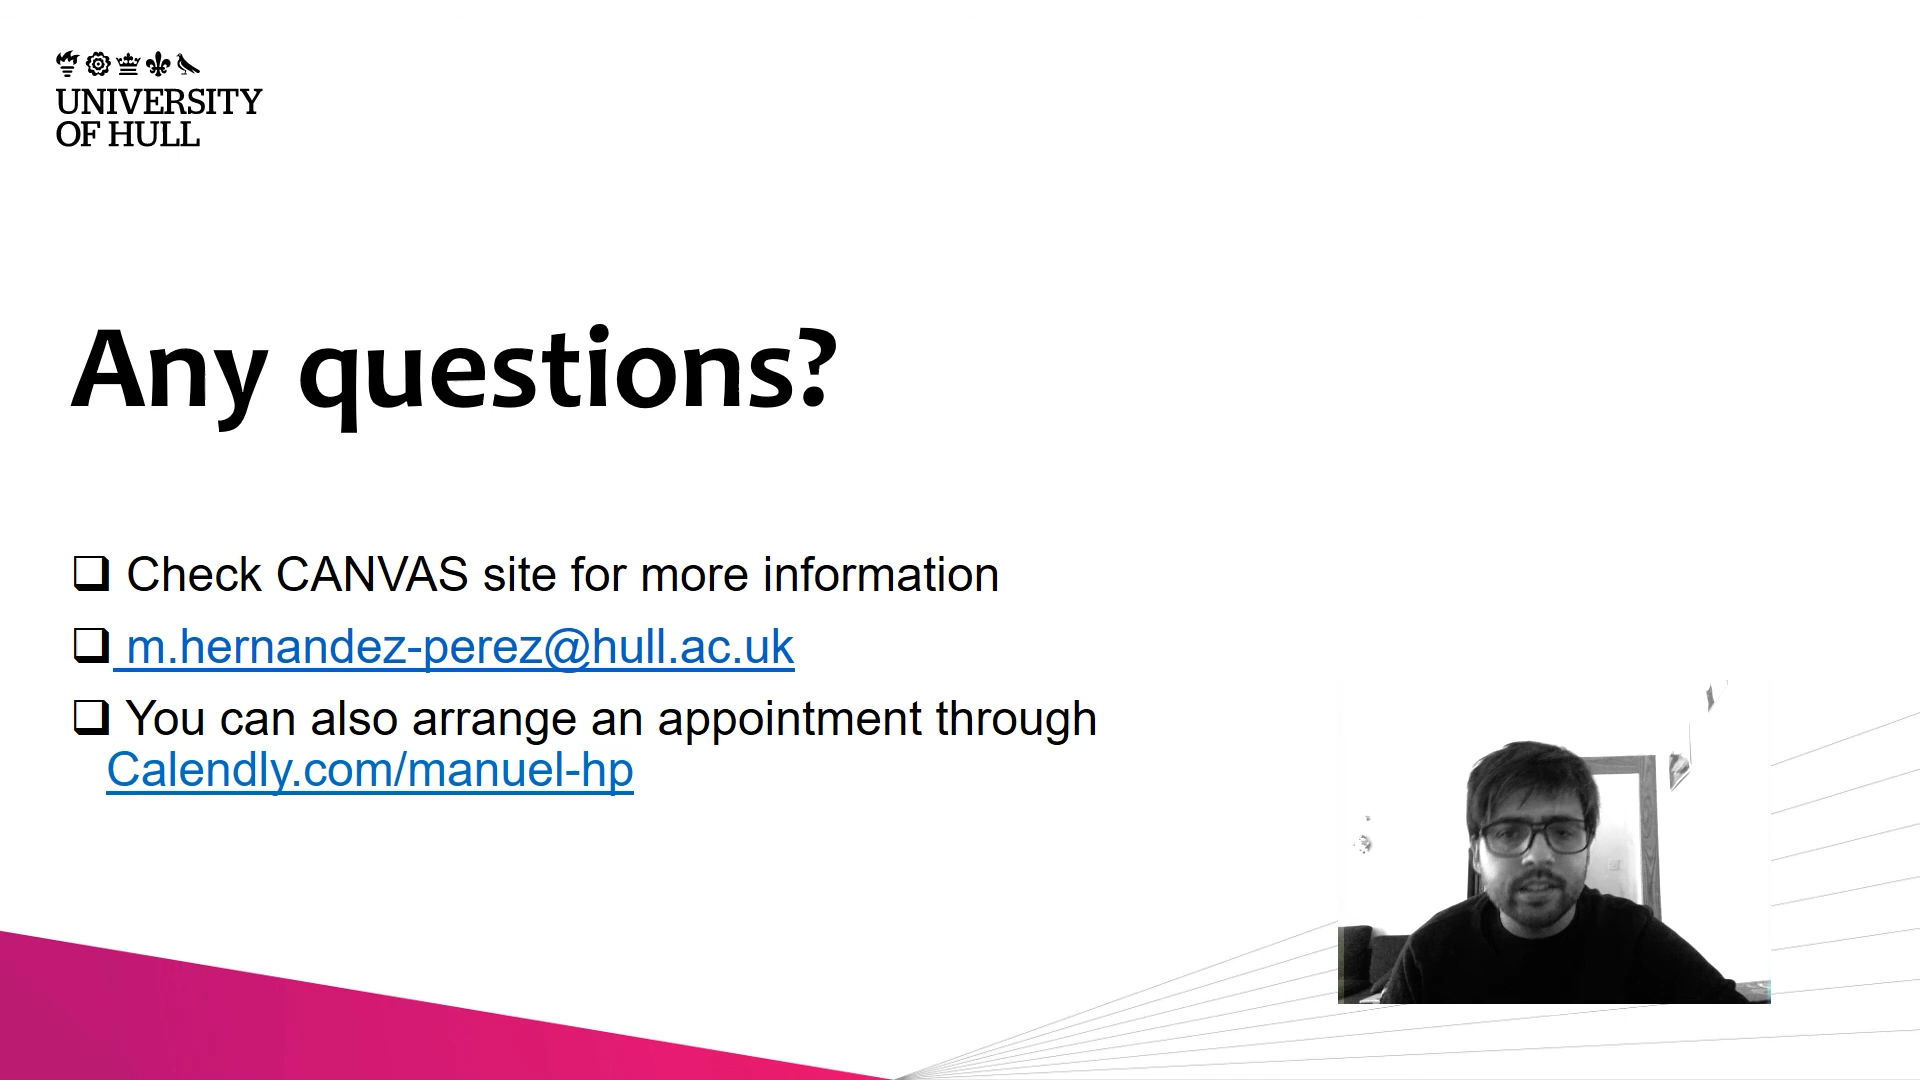 UNIVERSITY
OF HULL
Any questions?
Check CANVAS site for more information
m.hernandez-perez@hull.ac.uk
You can also arrange an appointment through
Calendly.com/manuel-hp